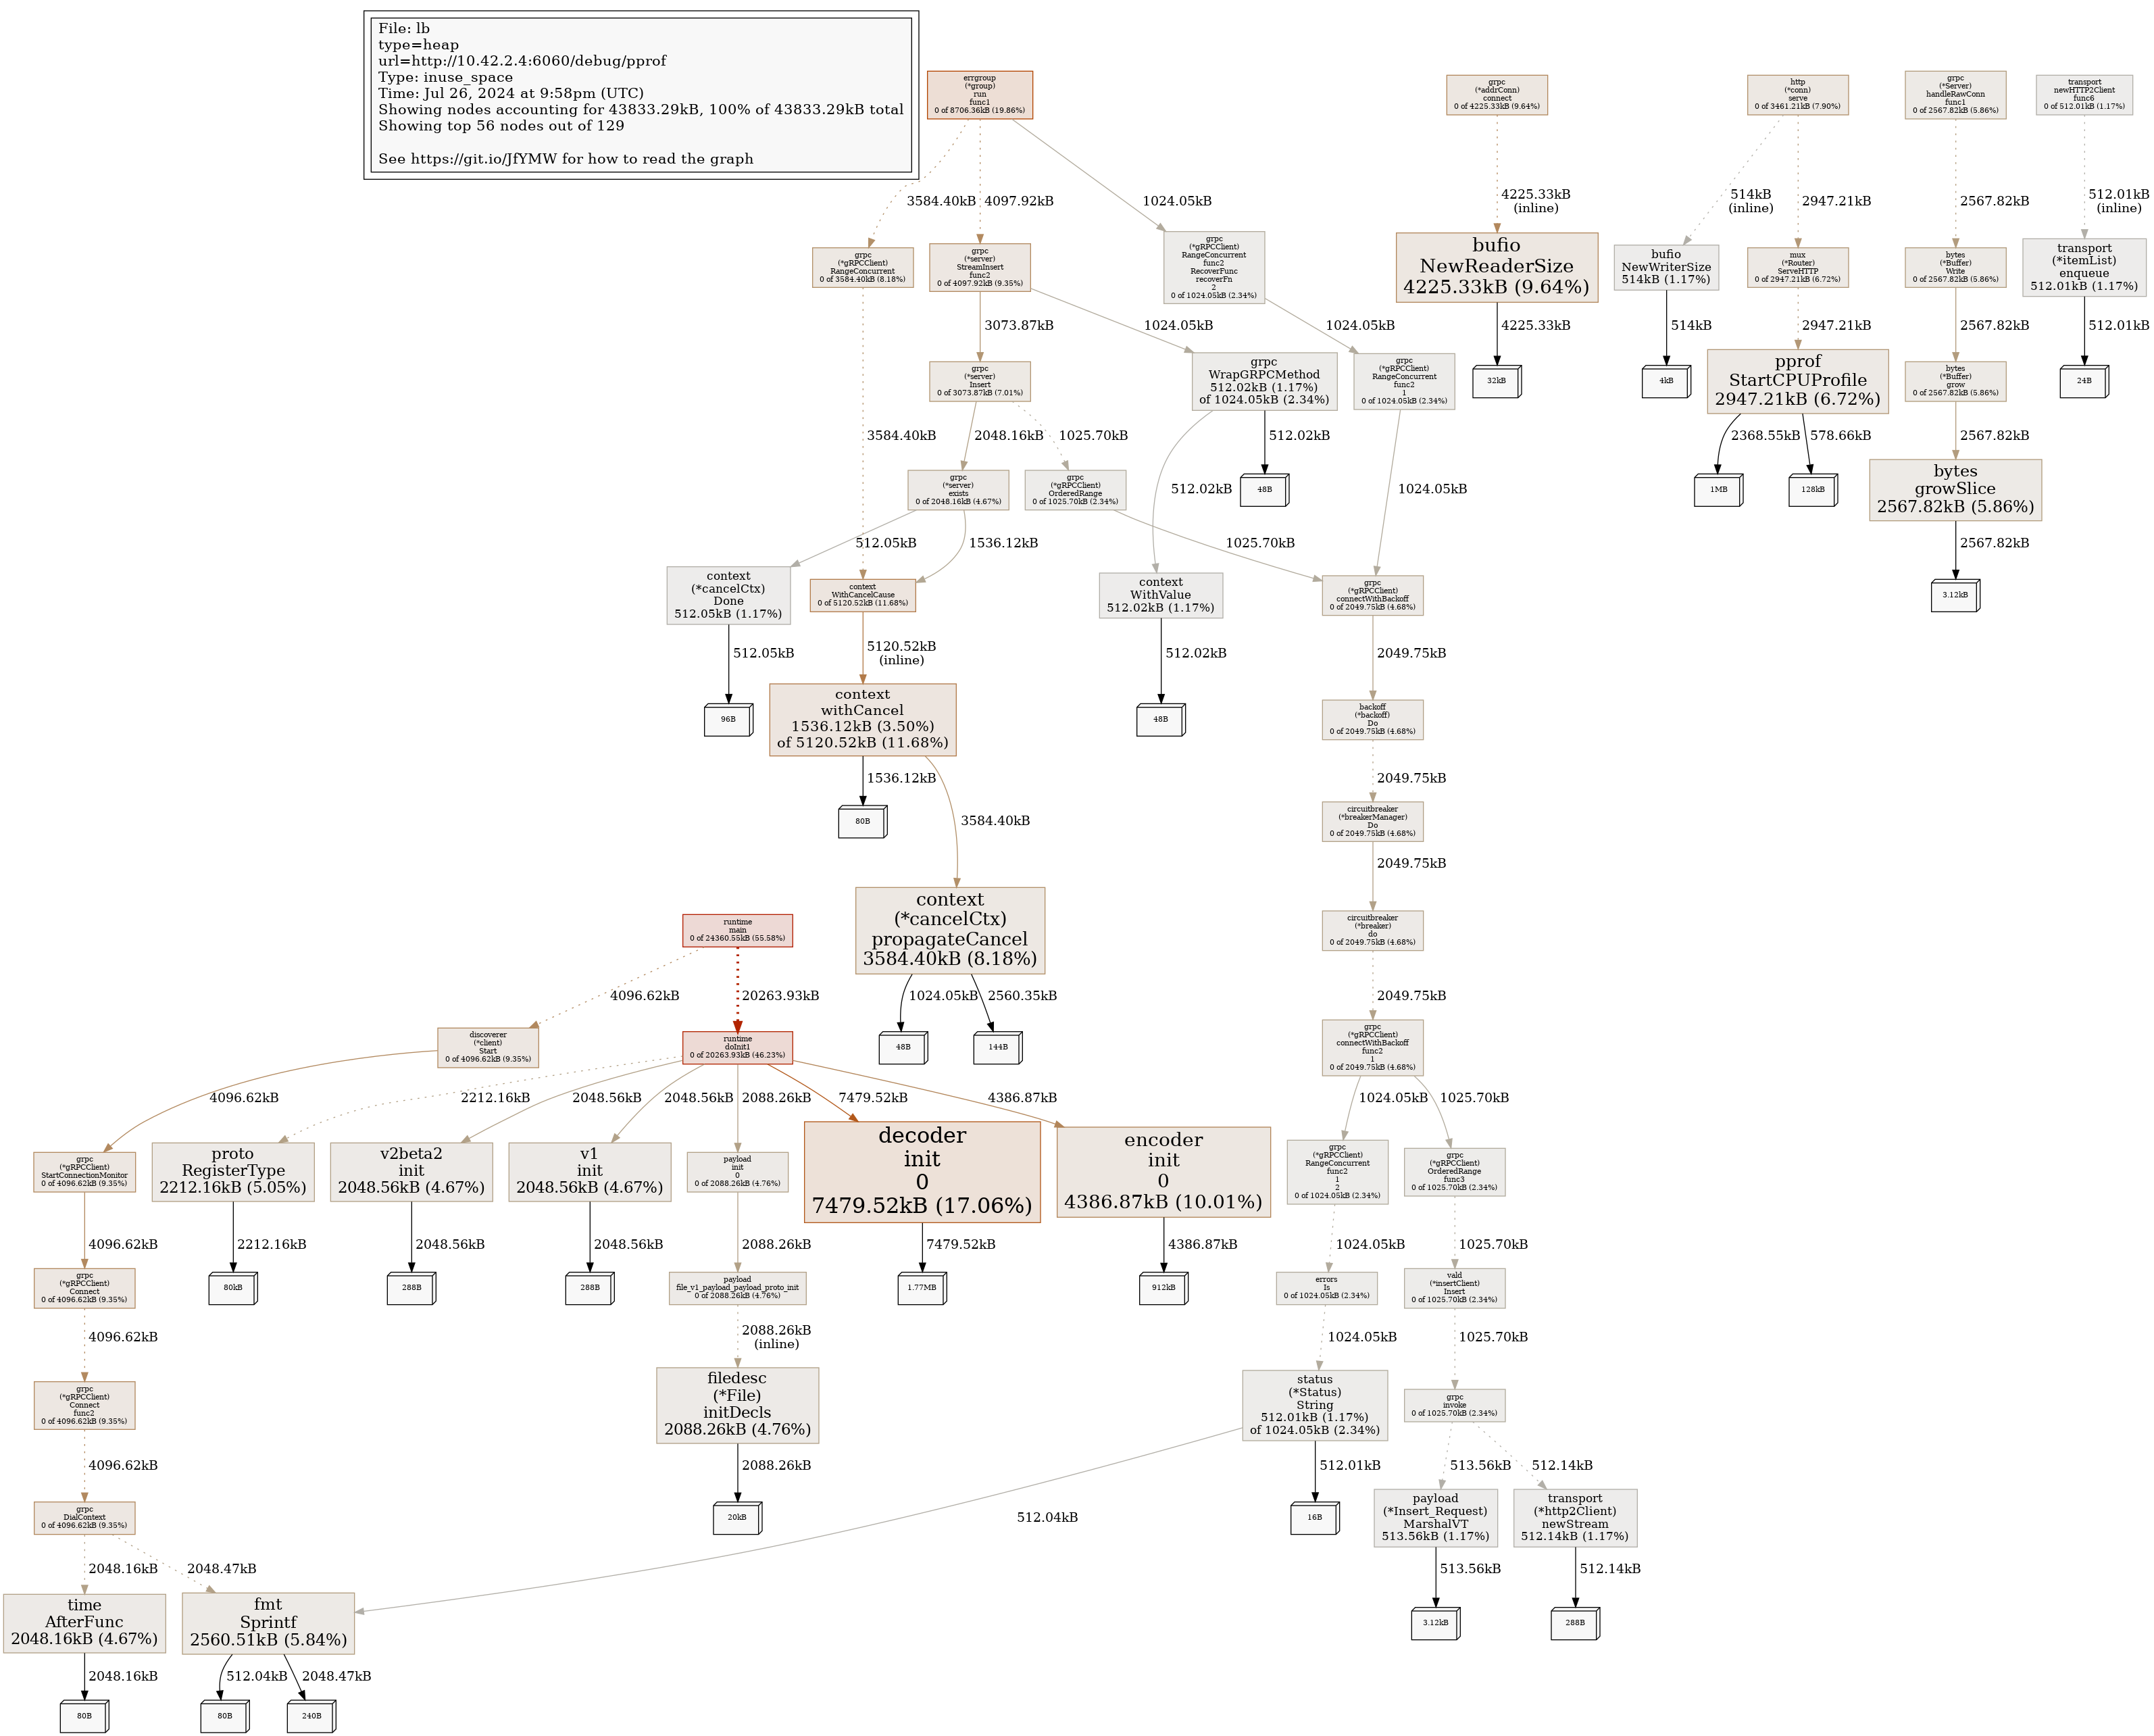 File: lb
type=heap
url=http://10.42.2.4:6060/debug/pprof
Type: inuse_space
Time: Jul 26, 2024 at 9:58pm (UTC)
Showing nodes accounting for 43833.29kB, 100% of 43833.29kB total
Showing top 56 nodes out of 129
See https://git.io/JfYMW for how to read the graph
errgroup
(*group)
run
func1
0 of 8706.36kB (19.86%)
grpc
(*addrConn)
connect
0 of 4225.33kB (9.64%)
http
(*conn)
serve
0 of 3461.21kB (7.90%)
grpc
(*Server)
handleRawConn
func1
0 of 2567.82kB (5.86%)
transport
newHTTP2Client
func6
0 of 512.01kB (1.17%)
3584.40kB
4097.92kB
1024.05kB
4225.33kB
(inline)
514kB
(inline)
2947.21kB
2567.82kB
512.01kB
(inline)
grpc
(*gRPCClient)
RangeConcurrent
0 of 3584.40kB (8.18%)
grpc
(*server)
StreamInsert
func2
0 of 4097.92kB (9.35%)
grpc
(*gRPCClient)
RangeConcurrent
func2
RecoverFunc
recoverFn
2
0 of 1024.05kB (2.34%)
bufio
NewReaderSize
4225.33kB (9.64%)
bufio
NewWriterSize
514kB (1.17%)
mux
(*Router)
ServeHTTP
0 of 2947.21kB (6.72%)
bytes
(*Buffer)
Write
0 of 2567.82kB (5.86%)
transport
(*itemList)
enqueue
512.01kB (1.17%)
3073.87kB
1024.05kB
1024.05kB
4225.33kB
514kB
2947.21kB
2567.82kB
512.01kB
grpc
(*server)
Insert
0 of 3073.87kB (7.01%)
grpc
WrapGRPCMethod
512.02kB (1.17%)
of 1024.05kB (2.34%)
grpc
(*gRPCClient)
RangeConcurrent
func2
1
0 of 1024.05kB (2.34%)
32kB
4kB
pprof
StartCPUProfile
2947.21kB (6.72%)
bytes
(*Buffer)
grow
0 of 2567.82kB (5.86%)
24B
3584.40kB
2048.16kB
1025.70kB
512.02kB
2368.55kB
578.66kB
2567.82kB
grpc
(*server)
exists
0 of 2048.16kB (4.67%)
grpc
(*gRPCClient)
OrderedRange
0 of 1025.70kB (2.34%)
512.02kB
48B
1024.05kB
1MB
128kB
bytes
growSlice
2567.82kB (5.86%)
512.05kB
1536.12kB
1025.70kB
2567.82kB
context
(*cancelCtx)
Done
512.05kB (1.17%)
context
WithCancelCause
0 of 5120.52kB (11.68%)
context
WithValue
512.02kB (1.17%)
grpc
(*gRPCClient)
connectWithBackoff
0 of 2049.75kB (4.68%)
3.12kB
512.05kB
5120.52kB
(inline)
512.02kB
2049.75kB
96B
context
withCancel
1536.12kB (3.50%)
of 5120.52kB (11.68%)
48B
backoff
(*backoff)
Do
0 of 2049.75kB (4.68%)
1536.12kB
3584.40kB
2049.75kB
80B
circuitbreaker
(*breakerManager)
Do
0 of 2049.75kB (4.68%)
2049.75kB
runtime
main
0 of 24360.55kB (55.58%)
context
(*cancelCtx)
propagateCancel
3584.40kB (8.18%)
circuitbreaker
(*breaker)
do
0 of 2049.75kB (4.68%)
4096.62kB
20263.93kB
1024.05kB
2560.35kB
2049.75kB
discoverer
(*client)
Start
0 of 4096.62kB (9.35%)
runtime
doInit1
0 of 20263.93kB (46.23%)
48B
144B
grpc
(*gRPCClient)
connectWithBackoff
func2
1
0 of 2049.75kB (4.68%)
4096.62kB
2212.16kB
2048.56kB
2048.56kB
2088.26kB
7479.52kB
4386.87kB
1024.05kB
1025.70kB
grpc
(*gRPCClient)
StartConnectionMonitor
0 of 4096.62kB (9.35%)
proto
RegisterType
2212.16kB (5.05%)
v2beta2
init
2048.56kB (4.67%)
v1
init
2048.56kB (4.67%)
payload
init
0
0 of 2088.26kB (4.76%)
decoder
init
0
7479.52kB (17.06%)
encoder
init
0
4386.87kB (10.01%)
grpc
(*gRPCClient)
RangeConcurrent
func2
1
2
0 of 1024.05kB (2.34%)
grpc
(*gRPCClient)
OrderedRange
func3
0 of 1025.70kB (2.34%)
4096.62kB
2212.16kB
2048.56kB
2048.56kB
2088.26kB
7479.52kB
4386.87kB
1024.05kB
1025.70kB
grpc
(*gRPCClient)
Connect
0 of 4096.62kB (9.35%)
80kB
288B
288B
payload
file_v1_payload_payload_proto_init
0 of 2088.26kB (4.76%)
1.77MB
912kB
errors
Is
0 of 1024.05kB (2.34%)
vald
(*insertClient)
Insert
0 of 1025.70kB (2.34%)
4096.62kB
2088.26kB
(inline)
1024.05kB
1025.70kB
grpc
(*gRPCClient)
Connect
func2
0 of 4096.62kB (9.35%)
filedesc
(*File)
initDecls
2088.26kB (4.76%)
status
(*Status)
String
512.01kB (1.17%)
of 1024.05kB (2.34%)
grpc
invoke
0 of 1025.70kB (2.34%)
4096.62kB
2088.26kB
512.01kB
513.56kB
512.14kB
grpc
DialContext
0 of 4096.62kB (9.35%)
20kB
512.04kB
16B
payload
(*Insert_Request)
MarshalVT
513.56kB (1.17%)
transport
(*http2Client)
newStream
512.14kB (1.17%)
2048.16kB
2048.47kB
513.56kB
512.14kB
time
AfterFunc
2048.16kB (4.67%)
fmt
Sprintf
2560.51kB (5.84%)
3.12kB
288B
2048.16kB
512.04kB
2048.47kB
80B
80B
240B